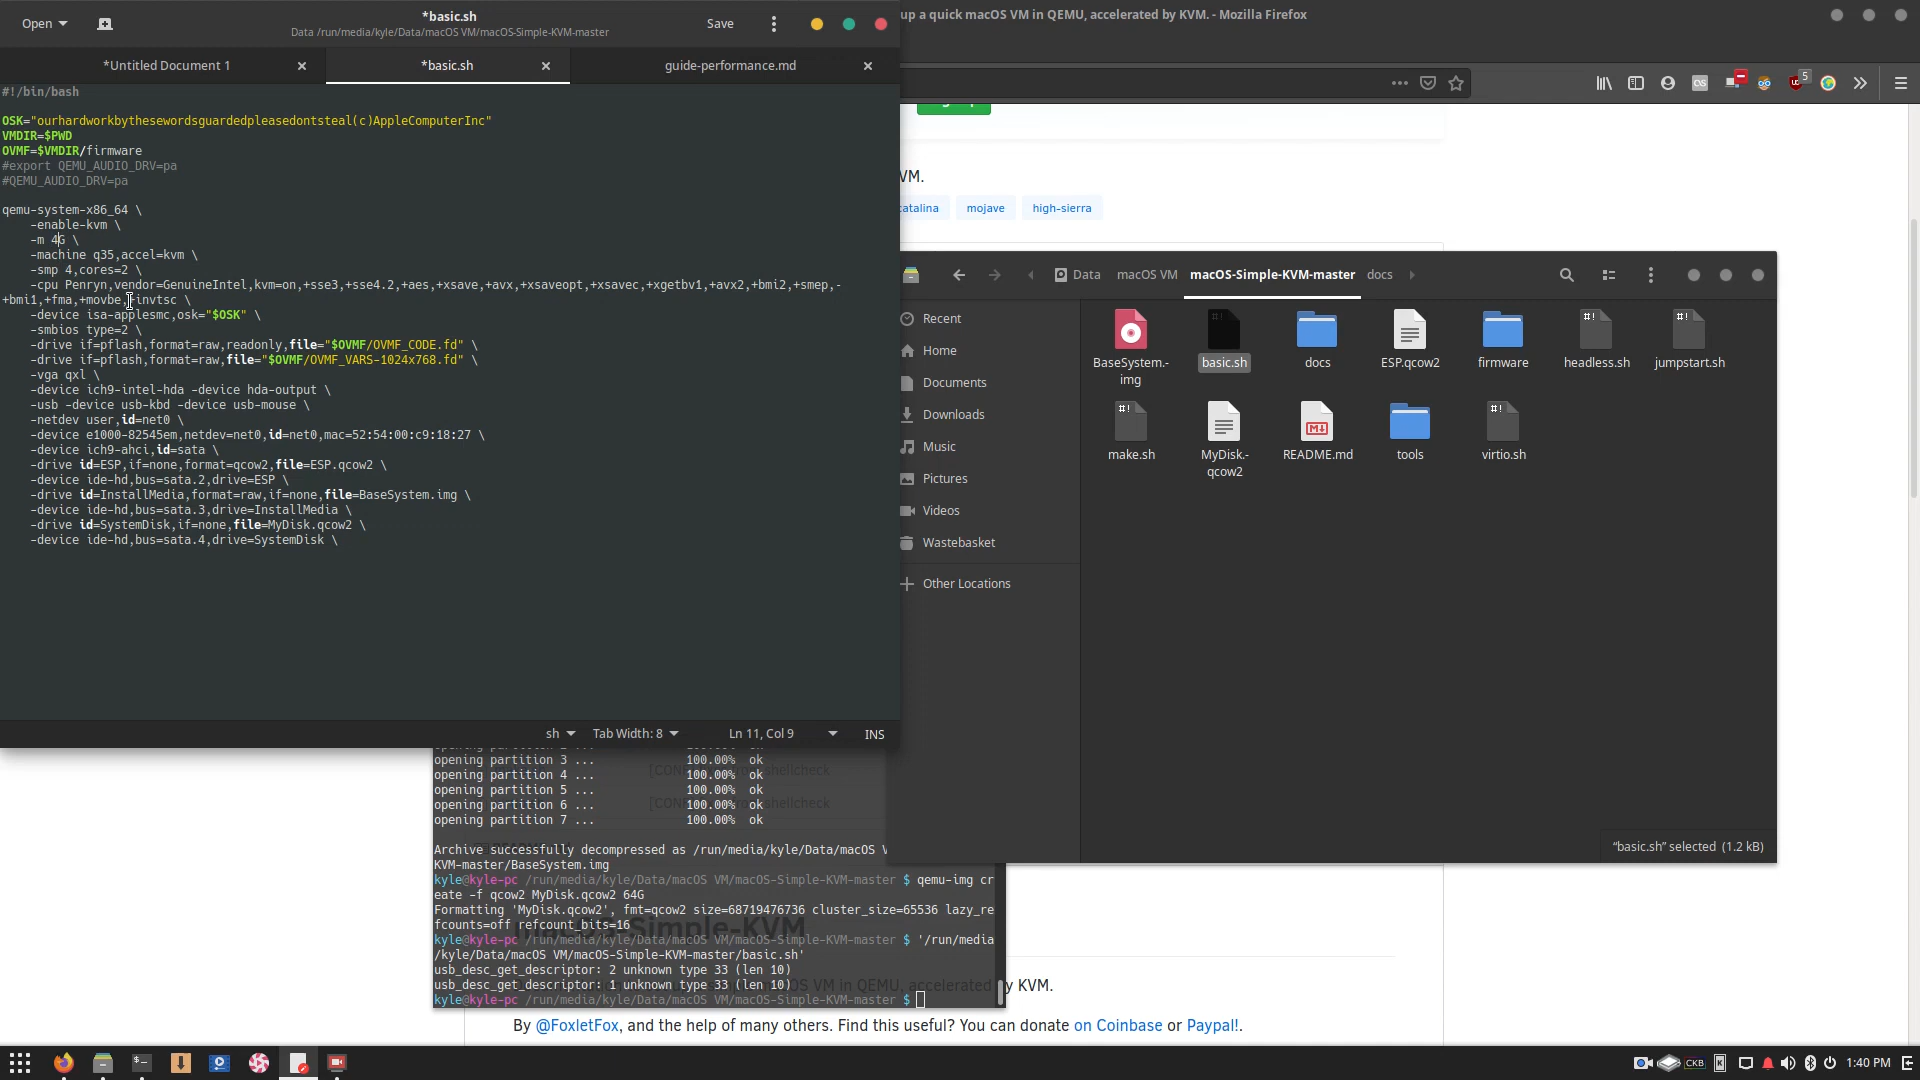 Open
*basic.sh
Data /run/media/kyle/Data/macOS VM/macOS-Simple-KVM-master
Save
up a quick macOS VM in QEMU, accelerated by KVM. - Mozilla Firefox
*Untitled Document 1
*basic.sh
guide-performance.md
5
#!/bin/bash
OSK="ourhardworkbythesewordsguardedpleasedontsteal(c)AppleComputerInc"
VMDIR=$PWD
OVMF=$VMDIR/firmware
#export QEMU_AUDIO_DRV=pa
#QEMU_AUDIO_DRV=pa
qemu-system-x86_64 \
-enable-kvm \
-m 4G \
-machine q35,accel=kvm \
-smp 4,cores=2 \
-cpu Penryn,vendor=GenuineIntel,kvm=on,+sse3,+sse4.2,+aes,+xsave,+avx,+xsaveopt,+xsavec,+xgetbv1,+avx2,+bmi2,+smep,-
+bmi1,+fma,+movbe,+invtsc \
-device isa-applesmc,osk="$OSK" \
-smbios type=2 \
-drive if=pflash,format=raw,readonly,file="$OVMF/OVMF_CODE.fd" \
-drive if=pflash,format=raw,file="$OVMF/OVMF_VARS-1024x768.fd" \
-vga qxl \
-device ich9-intel-hda -device hda-output \
-usb -device usb-kbd -device usb-mouse \
-netdev user,id=net0 \
-device e1000-82545em,netdev=net0,id=net0,mac=52:54:00:c9:18:27 \
-device ich9-ahci,id=sata \
-drive id=ESP,if=none,format=qcow2,file=ESP.qcow2 \
-device ide-hd,bus=sata.2,drive=ESP \
-drive id=InstallMedia,format=raw,if=none,file=BaseSystem.img \
-device ide-hd,bus=sata.3,drive=InstallMedia \
-drive id=SystemDisk,if=none,file=MyDisk.qcow2 \
-device ide-hd,bus=sata.4,drive=SystemDisk \
sh
Tab Width: 8
Ln 11, Col 9
INS
VM.
catalina
mojave
high-sierra
Data
macOS VM
macOS-Simple-KVM-master
docs
Recent
Home
Documents
Downloads
Music
Pictures
Videos
Wastebasket
Other Locations
BaseSystem.-
img
basic.sh
docs
ESP.qcow2
firmware
headless.sh
jumpstart.sh
make.sh
MyDisk.-
qcow2
README.md
tools
virtio.sh
"basic.sh" selected (1.2 kB)
opening partition 3 ... 100.00% ok
opening partition 4 ... 100.00% ok
opening partition 5 ... 100.00% ok
opening partition 6 ... 100.00% ok
opening partition 7 ... 100.00% ok
Archive successfully decompressed as /run/media/kyle/Data/macOS V
KVM-master/BaseSystem.img
kyle@kyle-pc /run/media/kyle/Data/macOS VM/macOS-Simple-KVM-master $ qemu-img cr
eate -f qcow2 MyDisk.qcow2 64G
Formatting 'MyDisk.qcow2', fmt=qcow2 size=68719476736 cluster_size=65536 lazy_re
fcounts=off refcount_bits=16
kyle@kyle-pc /run/media/kyle/Data/macOS VM/macOS-Simple-KVM-master $ '/run/media
/kyle/Data/macOS VM/macOS-Simple-KVM-master/basic.sh'
usb_desc_get_descriptor: 2 unknown type 33 (len 10)
usb_desc_get_descriptor: 1 unknown type 33 (len 10)
kyle@kyle-pc /run/media/kyle/Data/macOS VM/macOS-Simple-KVM-master $
macOS-Simple-KVM
macOS VM in QEMU, accelerated by KVM.
By @FoxletFox, and the help of many others. Find this useful? You can donate on Coinbase or Paypal!.
CKB
1:40 PM